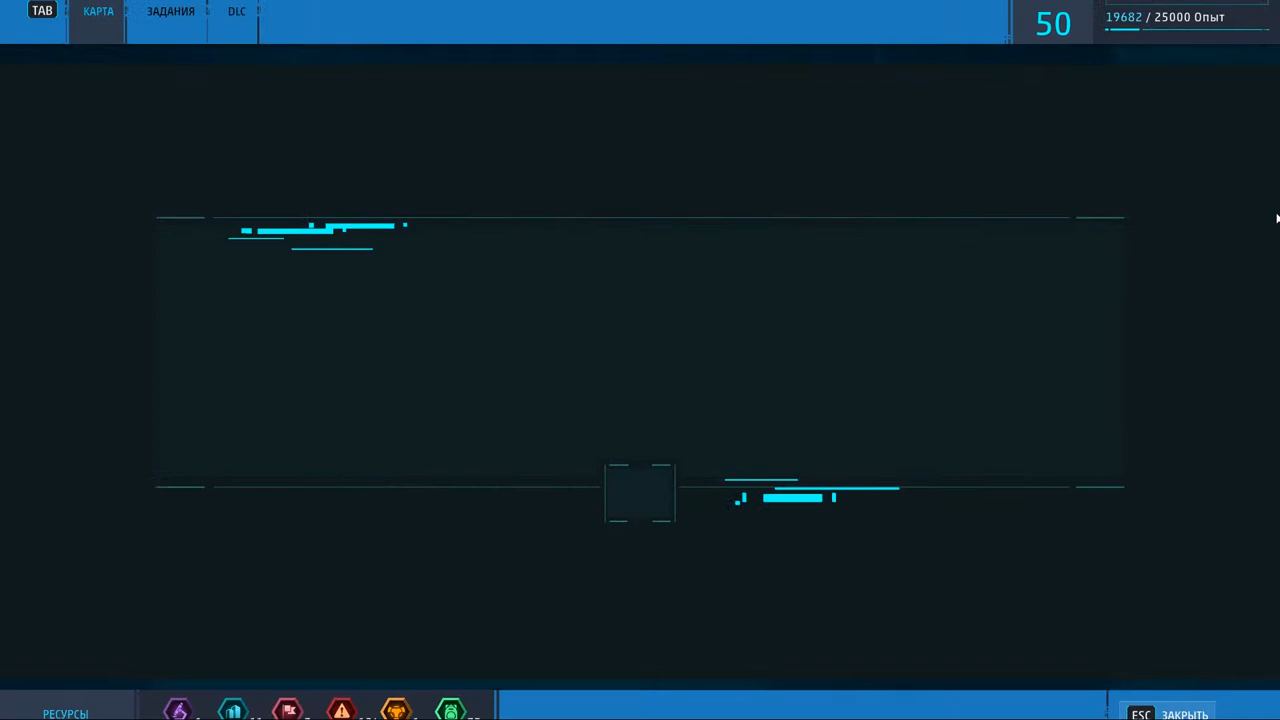 TAB КАРТА ЗАДАНИЯ DLC 50 19682 / 25000 Опыт
РЕСУРСЫ ESC ЗАКРЫТЬ